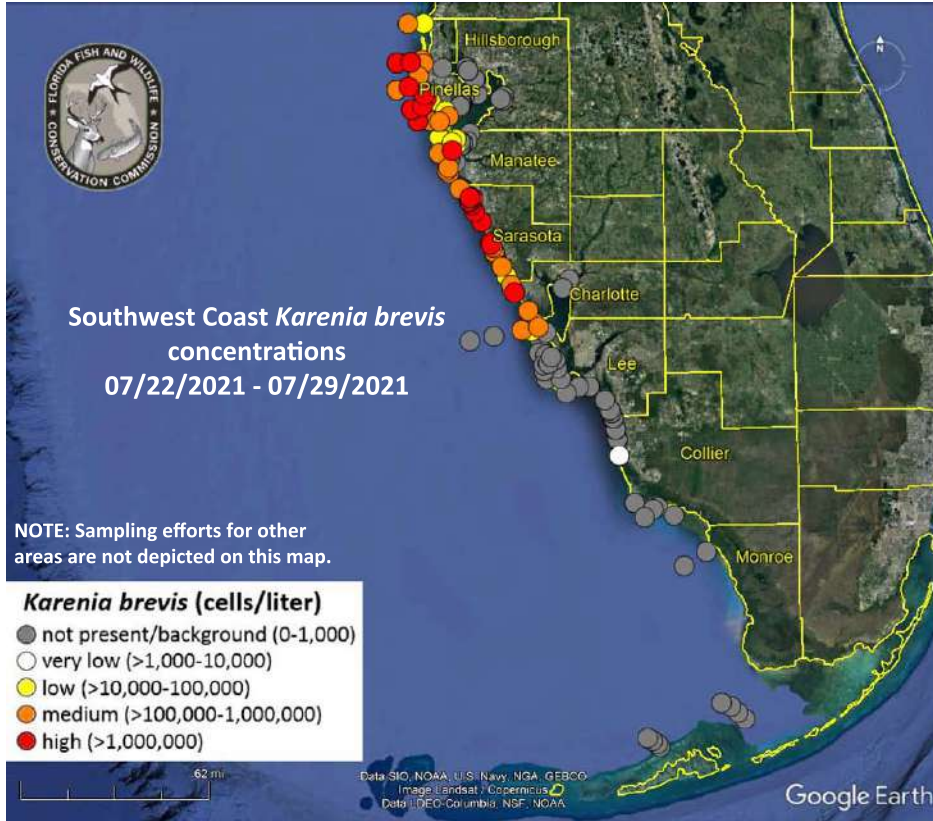 FLORIDA FISH AND WILDLIFE
CONSERVATION COMMISSION
N
Hillsborough
Pinellas
Manatee
Sarasota
Charlotte
Lee
Collier
Monroe
Southwest Coast Karenia brevis
concentrations
07/22/2021 - 07/29/2021
NOTE: Sampling efforts for other
areas are not depicted on this map.
Karenia brevis (cells/liter)
not present/background (0-1,000)
very low (>1,000-10,000)
low (>10,000-100,000)
medium (>100,000-1,000,000)
high (>1,000,000)
62 mi
Data SIO, NOAA, U.S. Navy, NGA, GEBCO
Image Landsat / Copernicus
Data LDEO-Columbia, NSF, NOAA
Google Earth